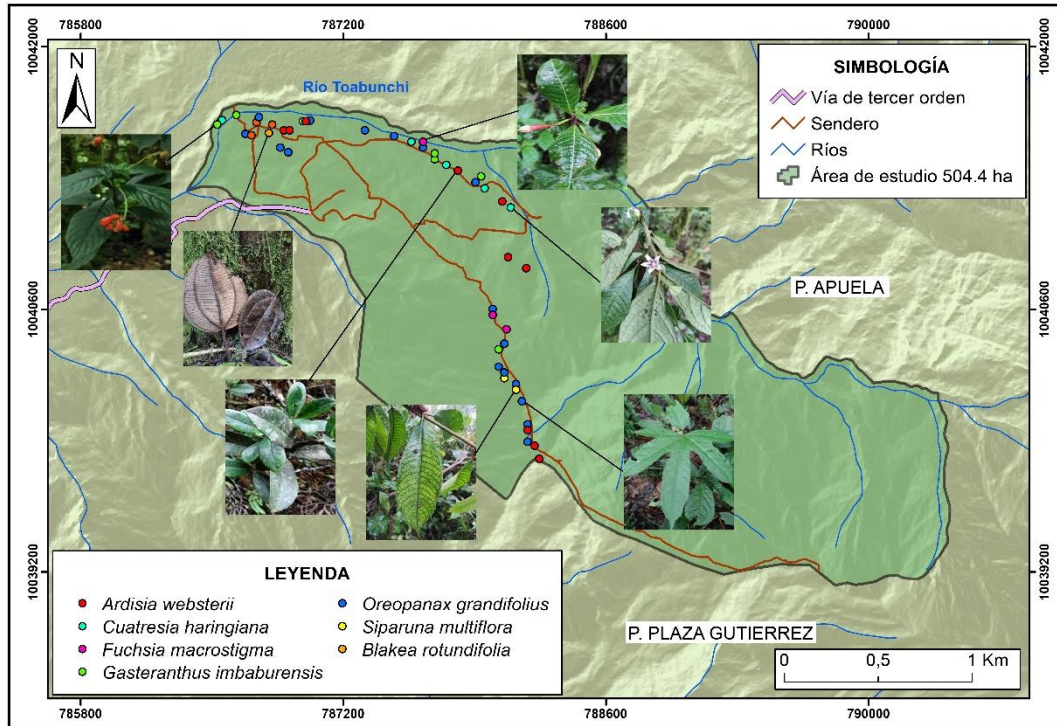 785800 787200 788600 790000
10042000 10042000
N
Río Toabunchi
SIMBOLOGÍA
Vía de tercer orden
Sendero
Ríos
Área de estudio 504.4 ha
P. APUELA
10040600 10040600
LEYENDA
Ardisia websterii
Cuatresia haringiana
Fuchsia macrostigma
Gasteranthus imbaburensis
Oreopanax grandifolius
Siparuna multiflora
Blakea rotundifolia
P. PLAZA GUTIERREZ
10039200 10039200
0 0,5 1 Km
785800 787200 788600 790000